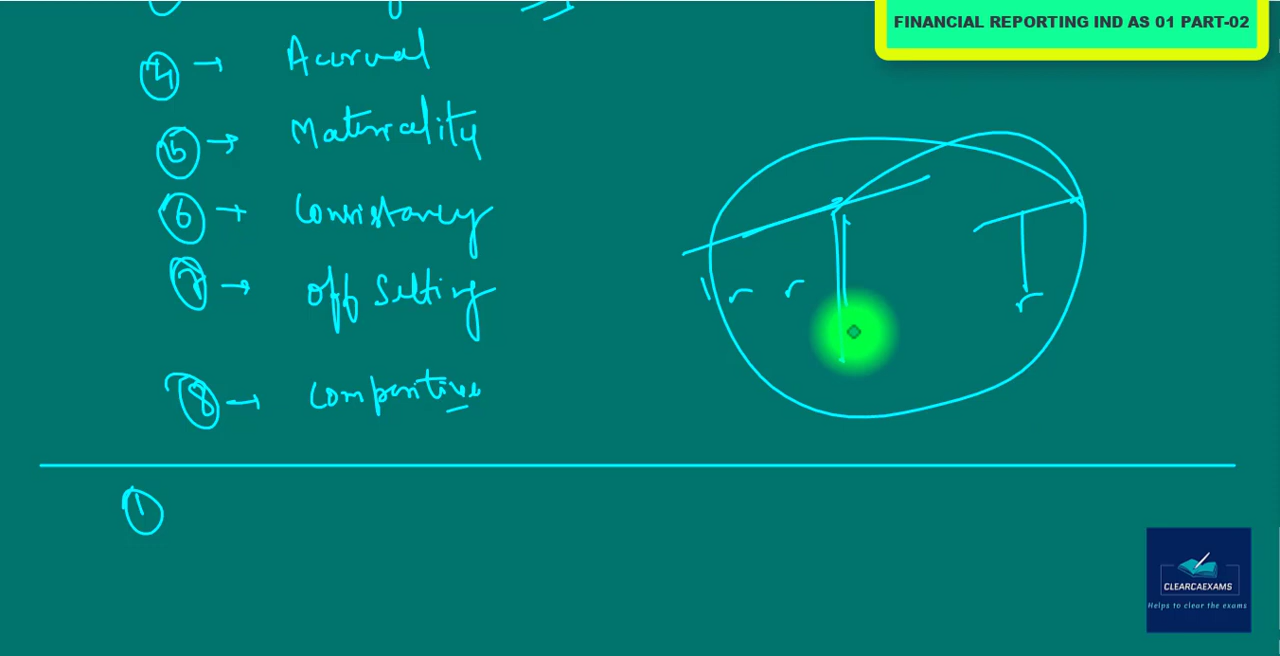 FINANCIAL REPORTING IND AS 01 PART-02
④ → Accrual
⑤ → Materiality
⑥ → Consistancy
⑦ → Off Setting
⑧ → Comparitive
①
CLEARCAEXAMS
Helps to clear the exams